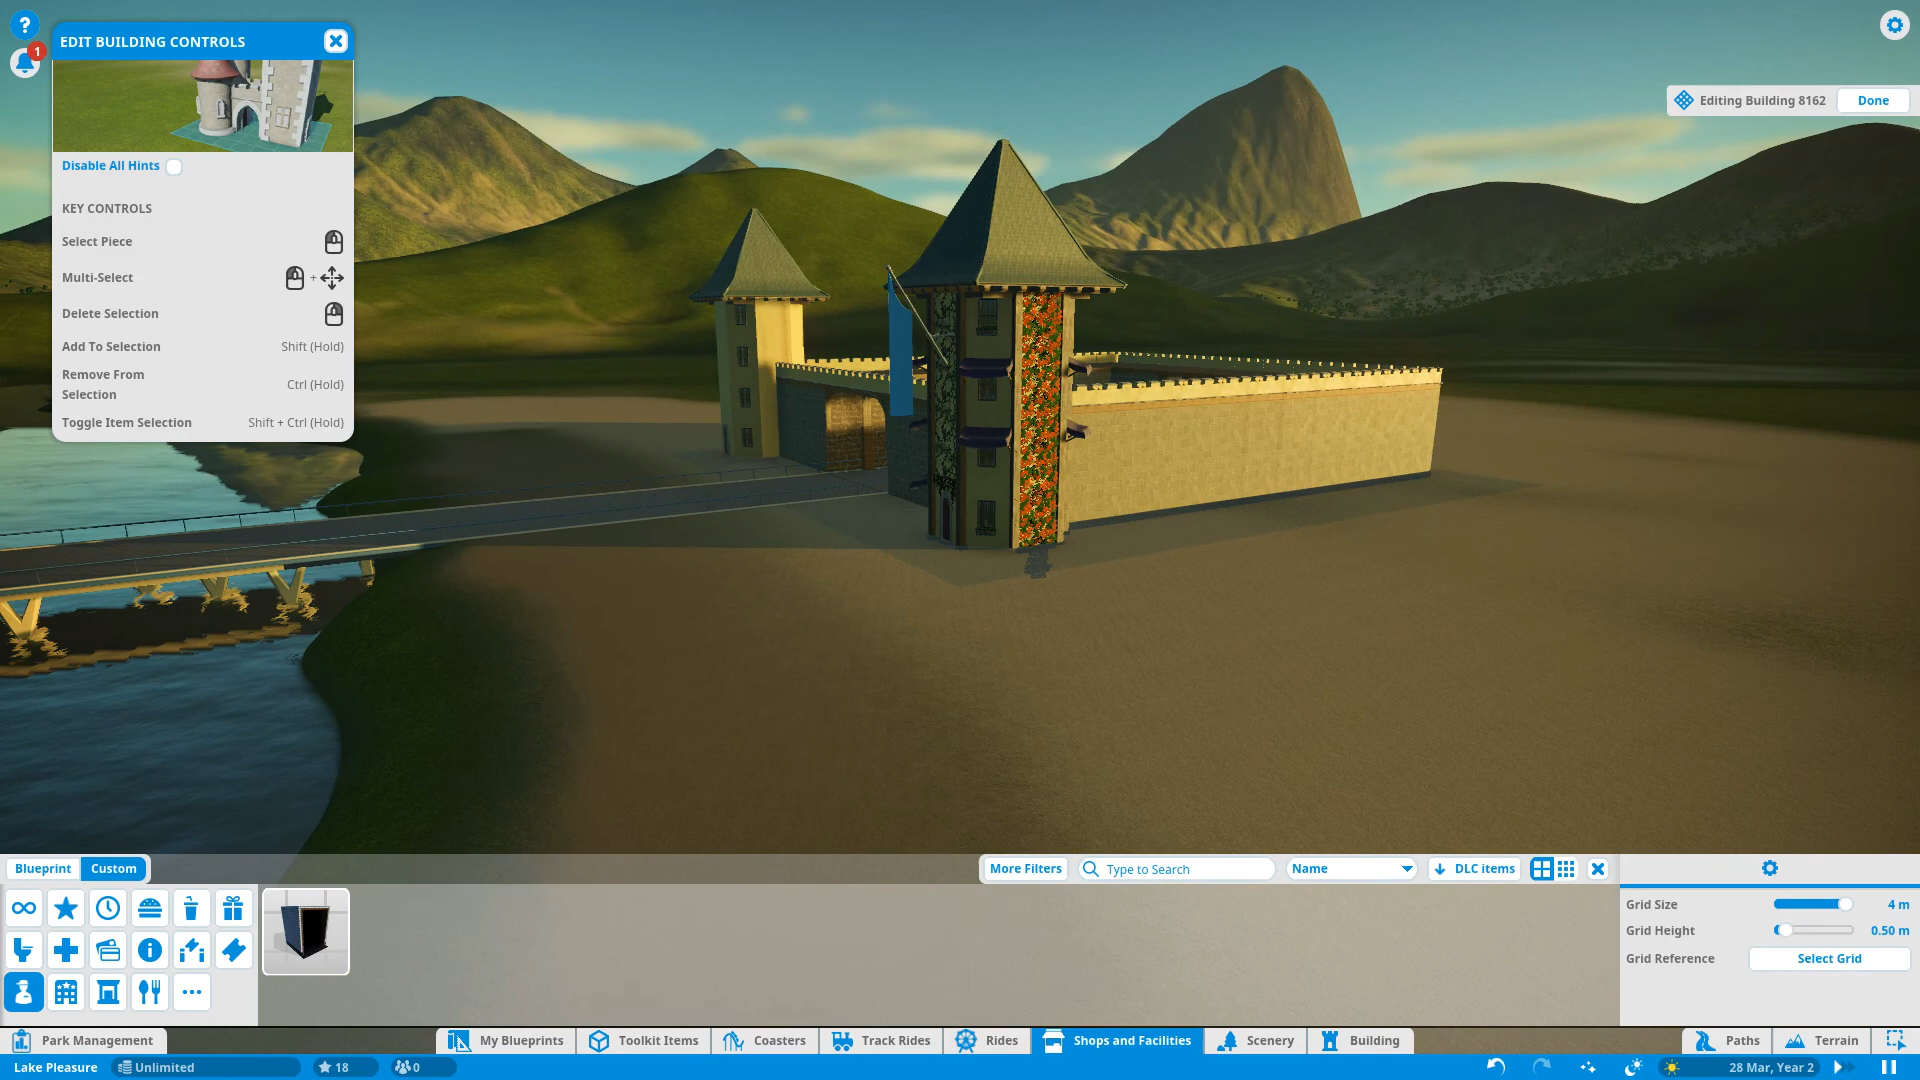 ?
1
EDIT BUILDING CONTROLS
Disable All Hints
KEY CONTROLS
Select Piece
Multi-Select +
Delete Selection
Add To Selection Shift (Hold)
Remove From
Selection Ctrl (Hold)
Toggle Item Selection Shift + Ctrl (Hold)
Editing Building 8162 Done
Blueprint Custom
More Filters Type to Search Name DLC items
Grid Size 4 m
Grid Height 0.50 m
Grid Reference Select Grid
Park Management My Blueprints Toolkit Items Coasters Track Rides Rides Shops and Facilities Scenery Building Paths Terrain
Lake Pleasure Unlimited 18 0 28 Mar, Year 2